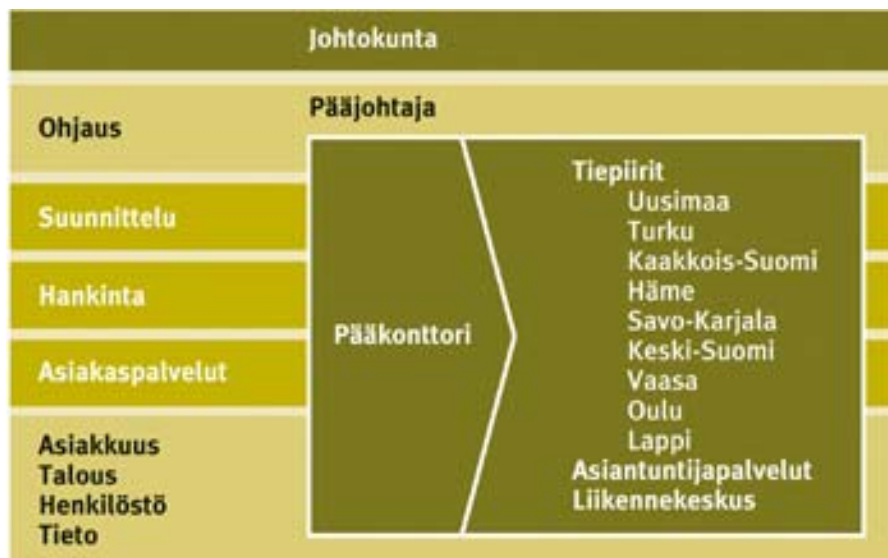 Johtokunta
Pääjohtaja
Ohjaus
Suunnittelu
Hankinta
Asiakaspalvelut
Asiakkuus
Talous
Henkilöstö
Tieto
Pääkonttori
Tiepiirit
Uusimaa
Turku
Kaakkois-Suomi
Häme
Savo-Karjala
Keski-Suomi
Vaasa
Oulu
Lappi
Asiantuntijapalvelut
Liikennekeskus